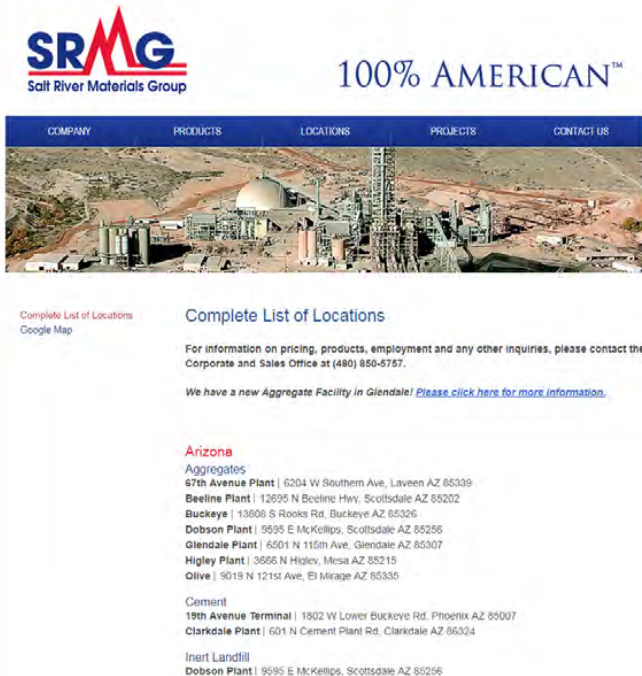 SRMG
Salt River Materials Group
100% AMERICAN™
COMPANY PRODUCTS LOCATIONS PROJECTS CONTACT US
Complete List of Locations
Google Map
Complete List of Locations
For information on pricing, products, employment and any other inquiries, please contact the
Corporate and Sales Office at (480) 850-5757.
We have a new Aggregate Facility in Glendale! Please click here for more information.
Arizona
Aggregates
67th Avenue Plant | 6204 W Southern Ave, Laveen AZ 85339
Beeline Plant | 12695 N Beeline Hwy, Scottsdale AZ 85202
Buckeye | 13808 S Rooks Rd, Buckeye AZ 85326
Dobson Plant | 9595 E McKellips, Scottsdale AZ 85256
Glendale Plant | 6501 N 115th Ave, Glendale AZ 85307
Higley Plant | 3666 N Higley, Mesa AZ 85215
Olive | 9019 N 121st Ave, El Mirage AZ 85335
Cement
19th Avenue Terminal | 1802 W Lower Buckeye Rd, Phoenix AZ 85007
Clarkdale Plant | 601 N Cement Plant Rd, Clarkdale AZ 86324
Inert Landfill
Dobson Plant | 9595 E McKellips, Scottsdale AZ 85256